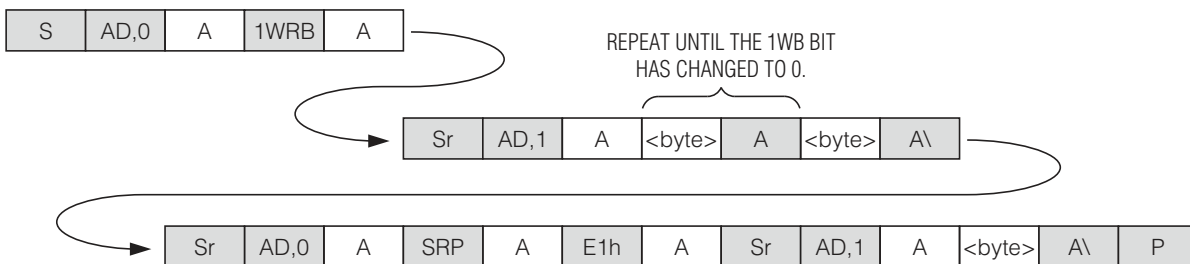 S AD,0 A 1WRB A
REPEAT UNTIL THE 1WB BIT
HAS CHANGED TO 0.
Sr AD,1 A <byte> A <byte> A\
Sr AD,0 A SRP A E1h A Sr AD,1 A <byte> A\ P